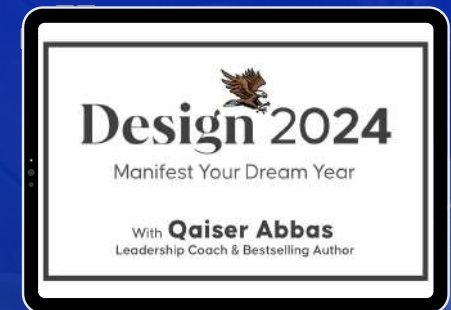 Design 2024
Manifest Your Dream Year
With Qaiser Abbas
Leadership Coach & Bestselling Author